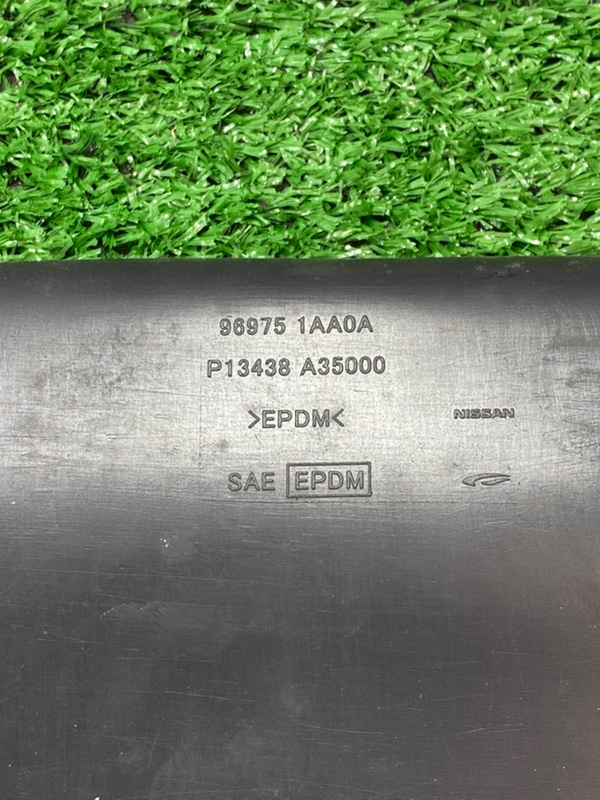 96975 1AA0A
P13438 A35000
>EPDM<
NISSAN
SAE EPDM